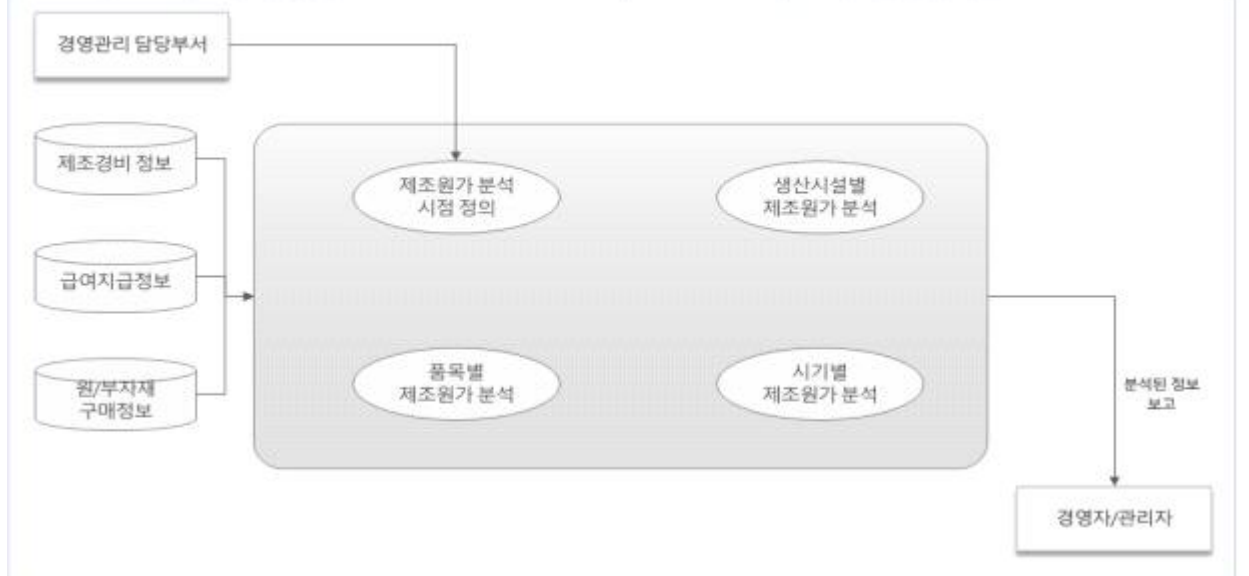 경영관리 담당부서
제조경비 정보
급여지급정보
원/부자재
구매정보
제조원가 분석
시점 정의
생산시설별
제조원가 분석
품목별
제조원가 분석
시기별
제조원가 분석
분석된 정보
보고
경영자/관리자